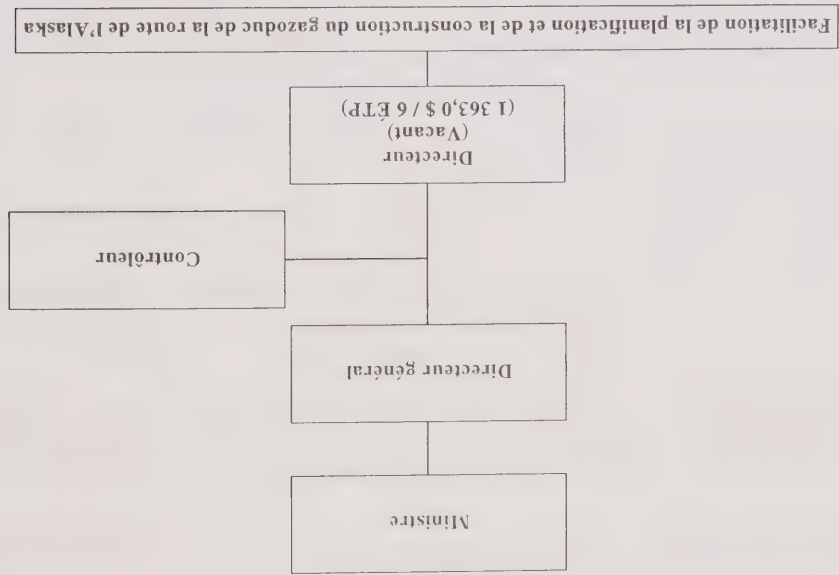 Ministre
Directeur général
Contrôleur
Directeur
(Vacant)
(1 363,0 $ / 6 ÉTP)
Facilitation de la planification et de la construction du gazoduc de la route de l'Alaska